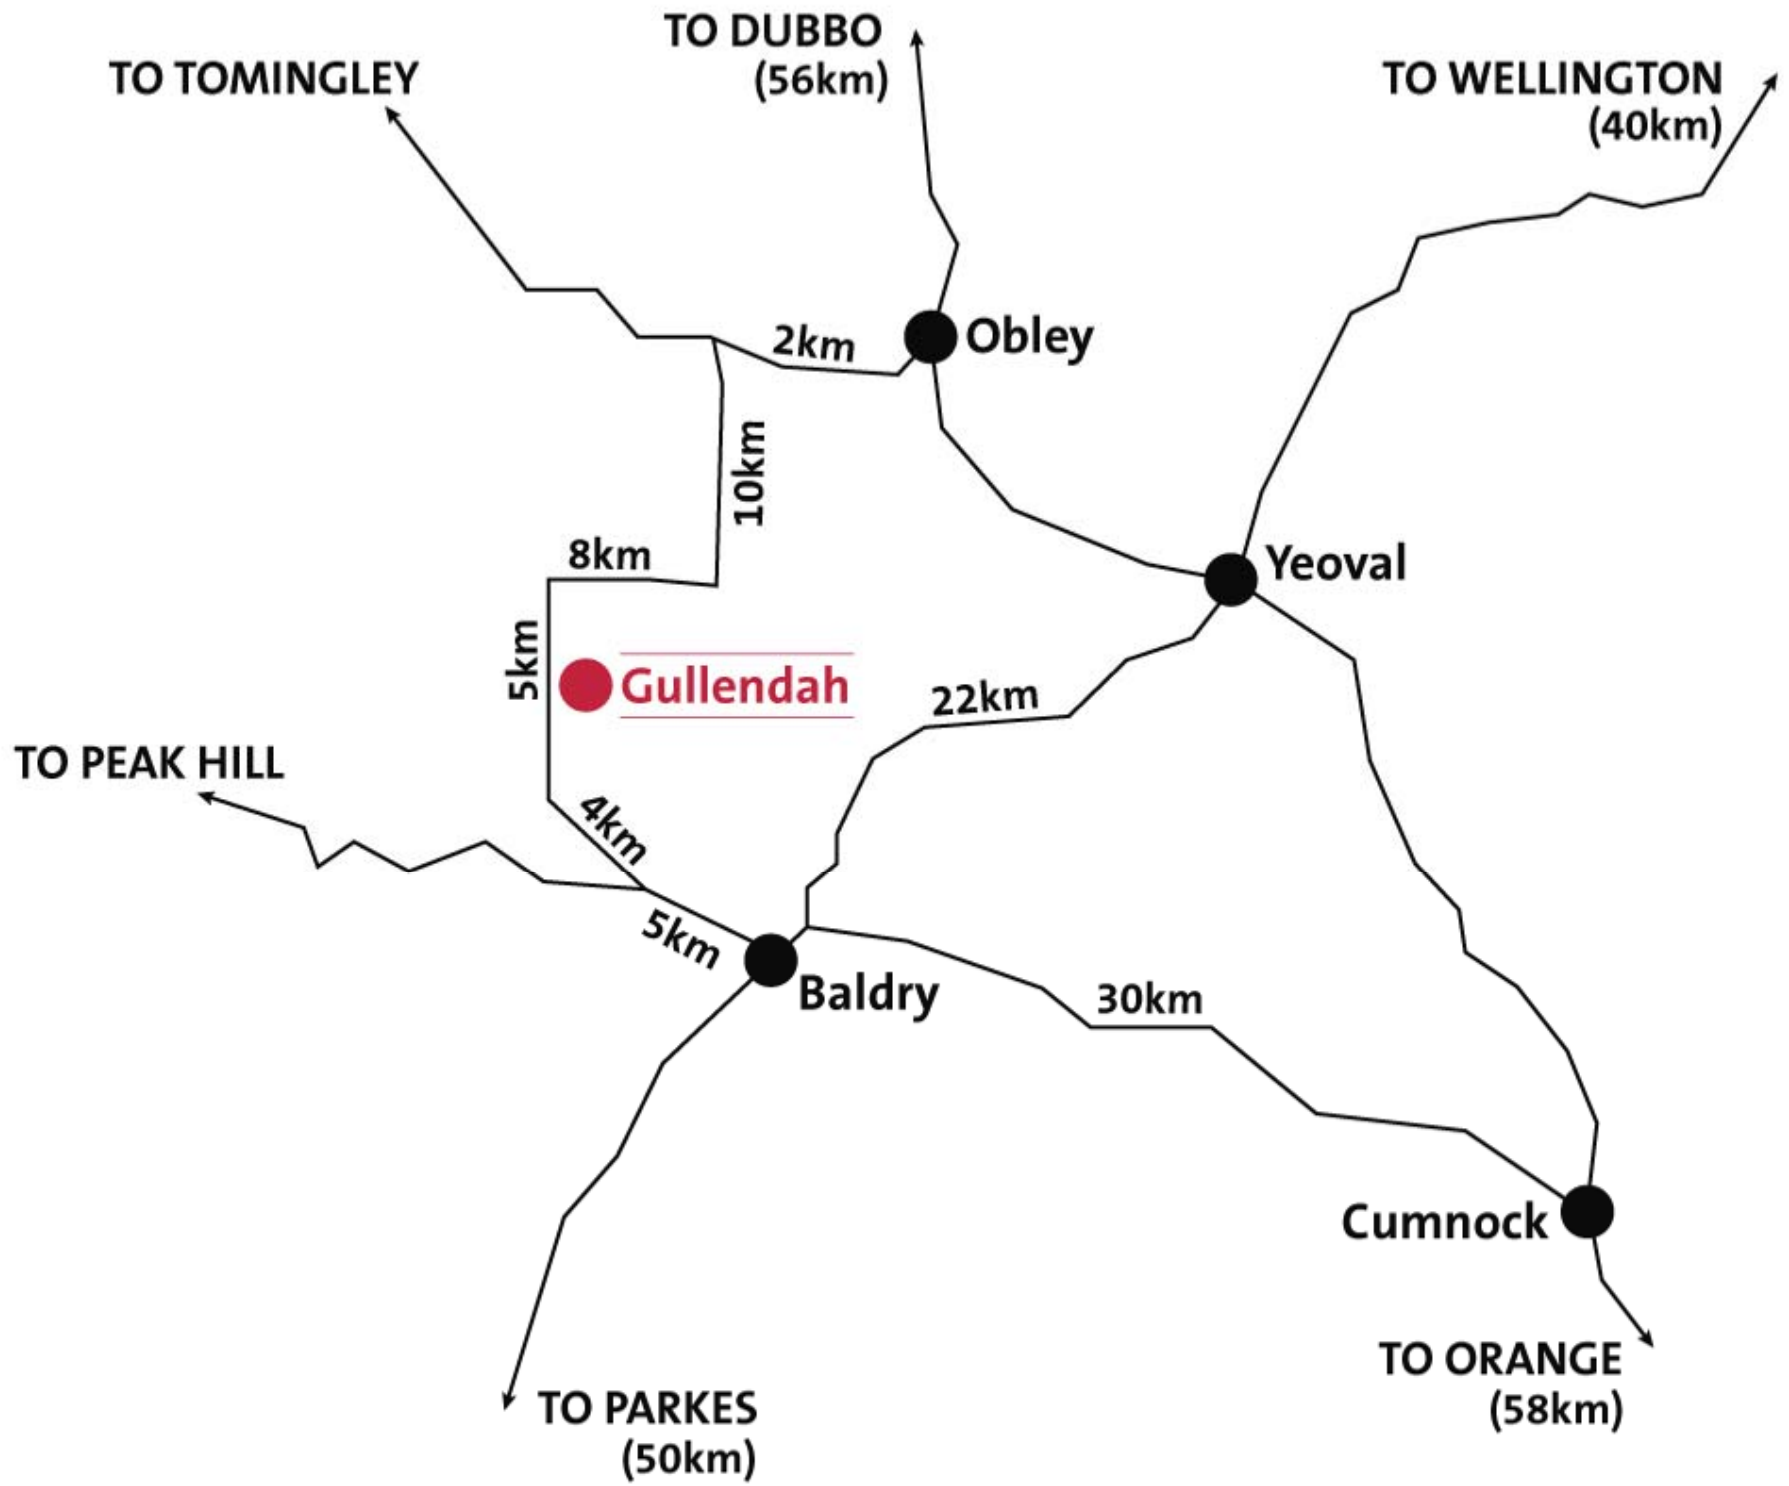 TO DUBBO
(56km)
TO TOMINGLEY
TO WELLINGTON
(40km)
2km
Obley
10km
8km
Yeoval
5km
Gullendah
22km
TO PEAK HILL
4km
5km
Baldry
30km
Cumnock
TO ORANGE
(58km)
TO PARKES
(50km)